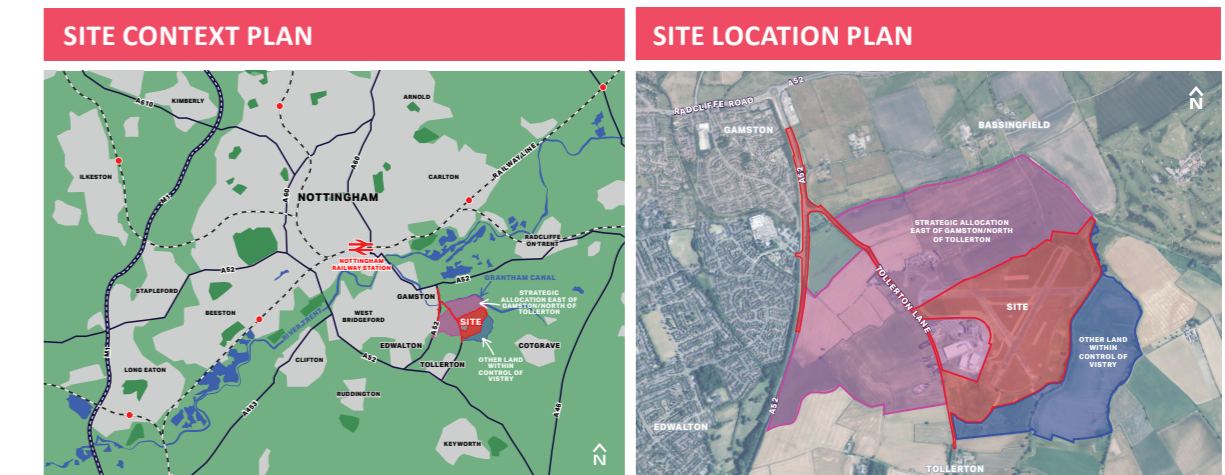 SITE CONTEXT PLAN
A610
KIMBERLY
ARNOLD
A60
RAILWAY LINE
ILKESTON
M1
A60
NOTTINGHAM
CARLTON
NOTTINGHAM
RAILWAY STATION
RADCLIFFE
ON TRENT
A52
A52
GRANTHAM CANAL
STAPLEFORD
GAMSTON
STRATEGIC
ALLOCATION EAST OF
GAMSTON/NORTH OF
TOLLERTON
BEESTON
RIVER TRENT
WEST
BRIDGEFORD
A52
SITE
M1
CLIFTON
EDWALTON
A52
TOLLERTON
COTGRAVE
OTHER LAND
WITHIN
CONTROL OF
VISTRY
LONG EATON
RUDDINGTON
A453
A46
KEYWORTH
N
SITE LOCATION PLAN
A52
RADCLIFFE ROAD
N
GAMSTON
BASSINGFIELD
A52
STRATEGIC ALLOCATION
EAST OF GAMSTON/NORTH
OF TOLLERTON
TOLLERTON LANE
SITE
OTHER LAND
WITHIN
CONTROL OF
VISTRY
A52
EDWALTON
TOLLERTON